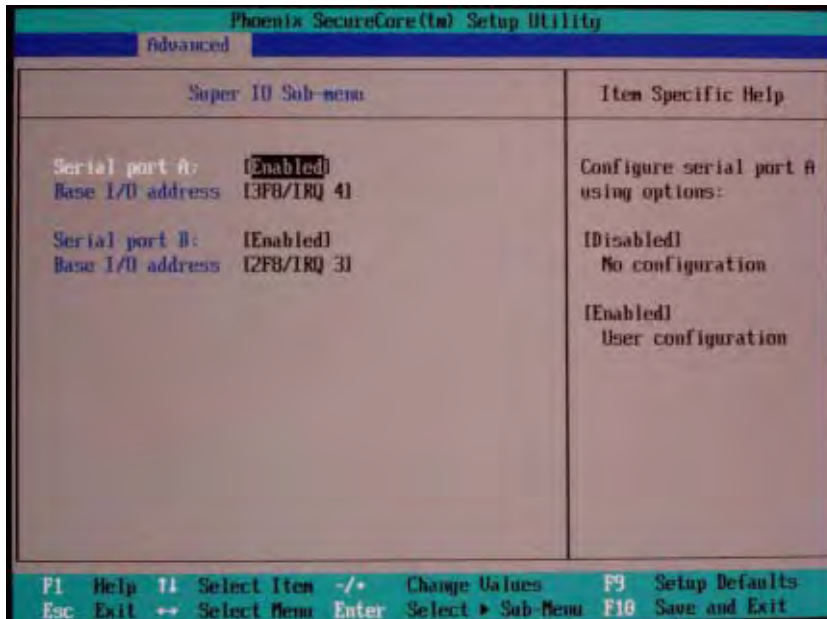 Phoenix SecureCore(tm) Setup Utility
Advanced
Super IO Sub-menu
Item Specific Help
Serial port A: [Enabled]
Base I/O address [3F8/IRQ 4]
Serial port B: [Enabled]
Base I/O address [2F8/IRQ 3]
Configure serial port A
using options:
[Disabled]
No configuration
[Enabled]
User configuration
F1 Help ↑↓ Select Item -/+ Change Values F9 Setup Defaults
Esc Exit ↔ Select Menu Enter Select ▶ Sub-Menu F10 Save and Exit